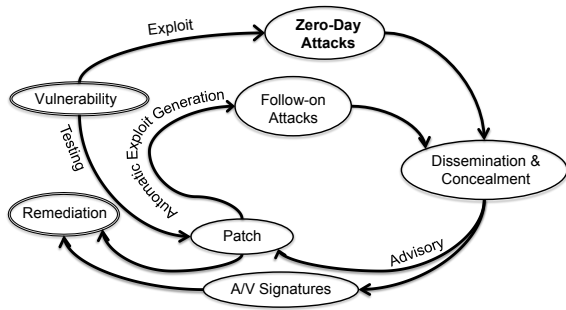 Exploit
Zero-Day
Attacks
Vulnerability
Testing
Automatic Exploit Generation
Follow-on
Attacks
Dissemination &
Concealment
Remediation
Patch
Advisory
A/V Signatures